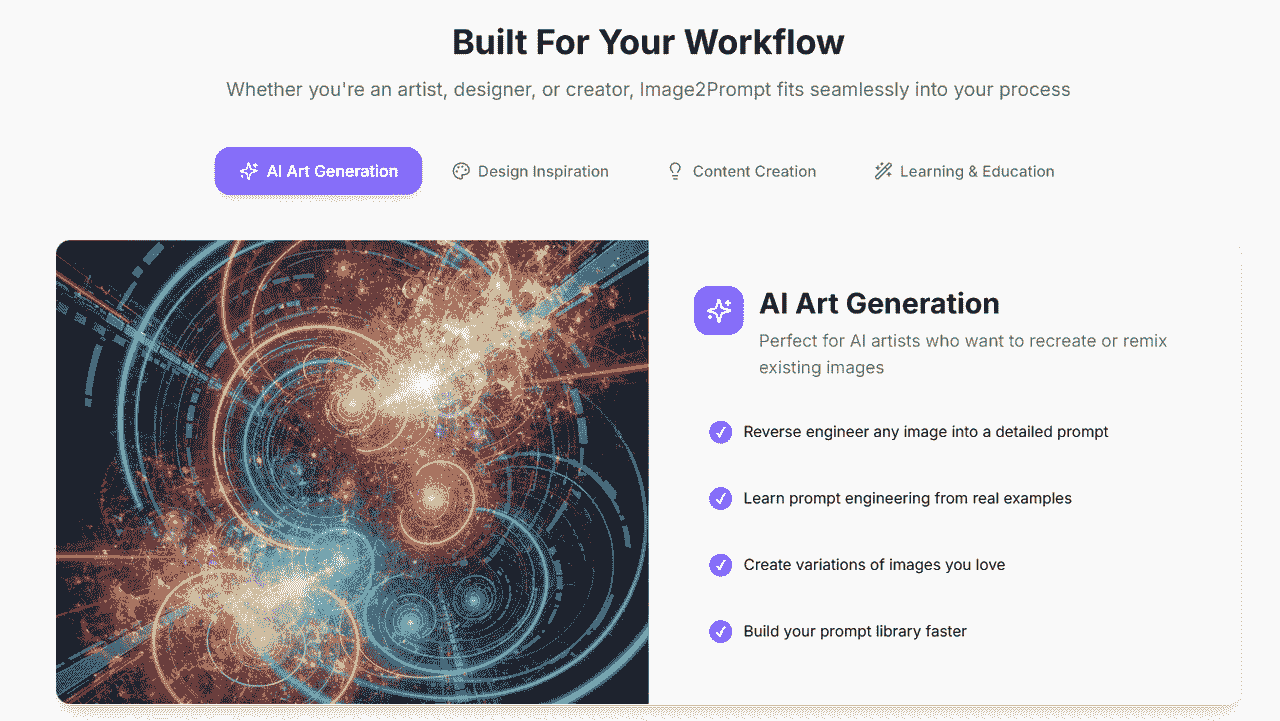 Built For Your Workflow
Whether you're an artist, designer, or creator, Image2Prompt fits seamlessly into your process
AI Art Generation
Design Inspiration
Content Creation
Learning & Education
AI Art Generation
Perfect for AI artists who want to recreate or remix
existing images
Reverse engineer any image into a detailed prompt
Learn prompt engineering from real examples
Create variations of images you love
Build your prompt library faster